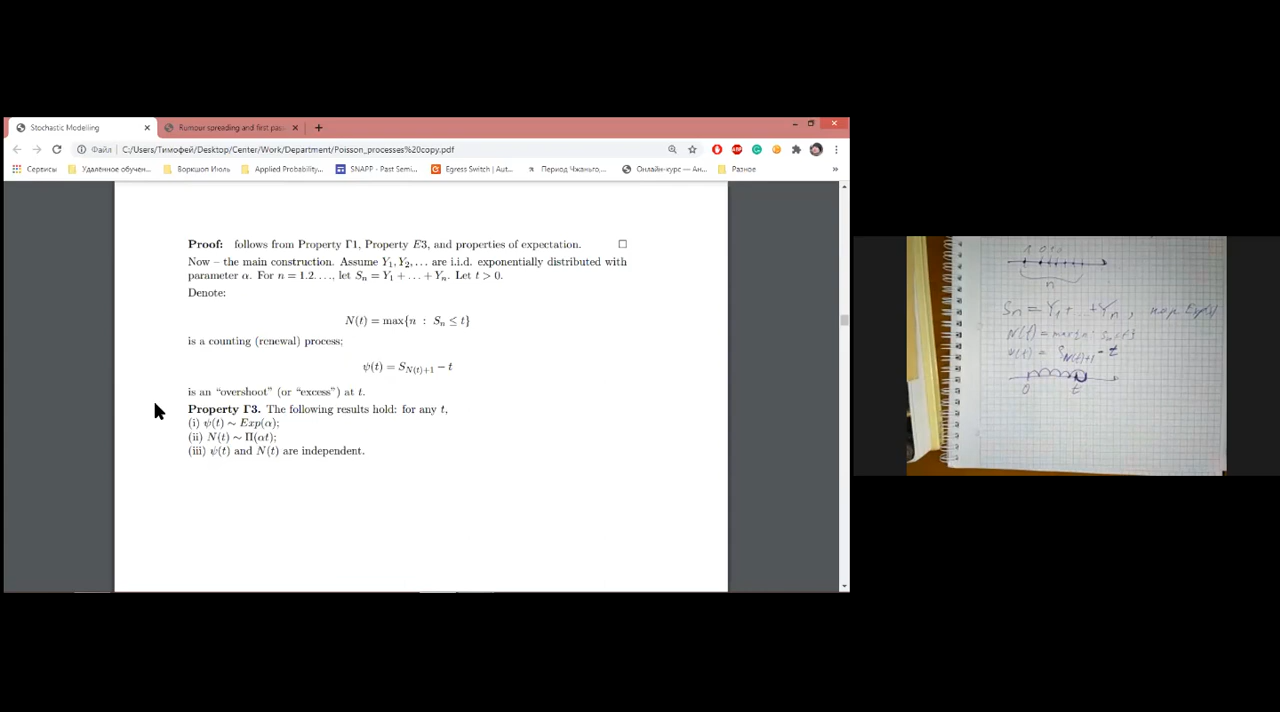 Stochastic Modelling
Rumour spreading and first pas
Файл
C:/Users/Тимофей/Desktop/Center/Work/Department/Poisson_processes%20copy.pdf
Сервисы
Удаленное обучен...
Воркшоп Июль
Applied Probability...
SNAPP - Past Semi...
Egress Switch | Aut...
Период Чжаньго,...
Онлайн-курс — Ан...
Разное
»
Proof: follows from Property Γ1, Property E3, and properties of expectation. □
Now – the main construction. Assume Y₁, Y₂, … are i.i.d. exponentially distributed with
parameter α. For n = 1.2. …, let Sₙ = Y₁ + … + Yₙ. Let t > 0.
Denote:
N(t) = max{n : Sₙ ≤ t}
is a counting (renewal) process;
ψ(t) = S_{N(t)+1} − t
is an “overshoot” (or “excess”) at t.
Property Γ3. The following results hold: for any t,
(i) ψ(t) ∼ Exp(α);
(ii) N(t) ∼ Π(αt);
(iii) ψ(t) and N(t) are independent.
n
Sₙ = Y₁ + .. + Yₙ,
N(t) = max{n: Sₙ ≤ t}
ψ(t) = S_{N(t)+1} − t
0 t